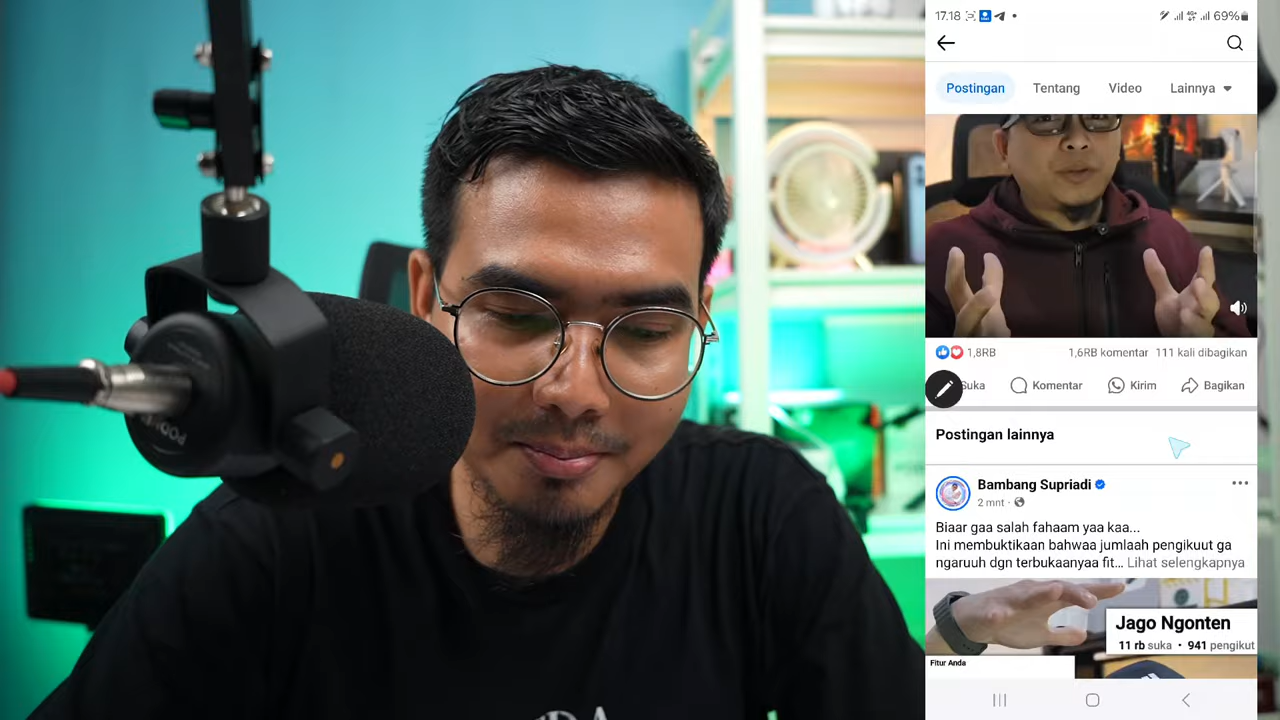 17.18
69%
Postingan
Tentang
Video
Lainnya
1,8RB
1,6RB komentar
111 kali dibagikan
Suka
Komentar
Kirim
Bagikan
Postingan lainnya
Bambang Supriadi
2 mnt ·
Biaar gaa salah fahaam yaa kaa...
Ini membuktikaan bahwaa jumlaah pengikuut ga
ngaruuh dgn terbukaanyaa fit... Lihat selengkapnya
Jago Ngonten
11 rb suka • 941 pengikut
Fitur Anda